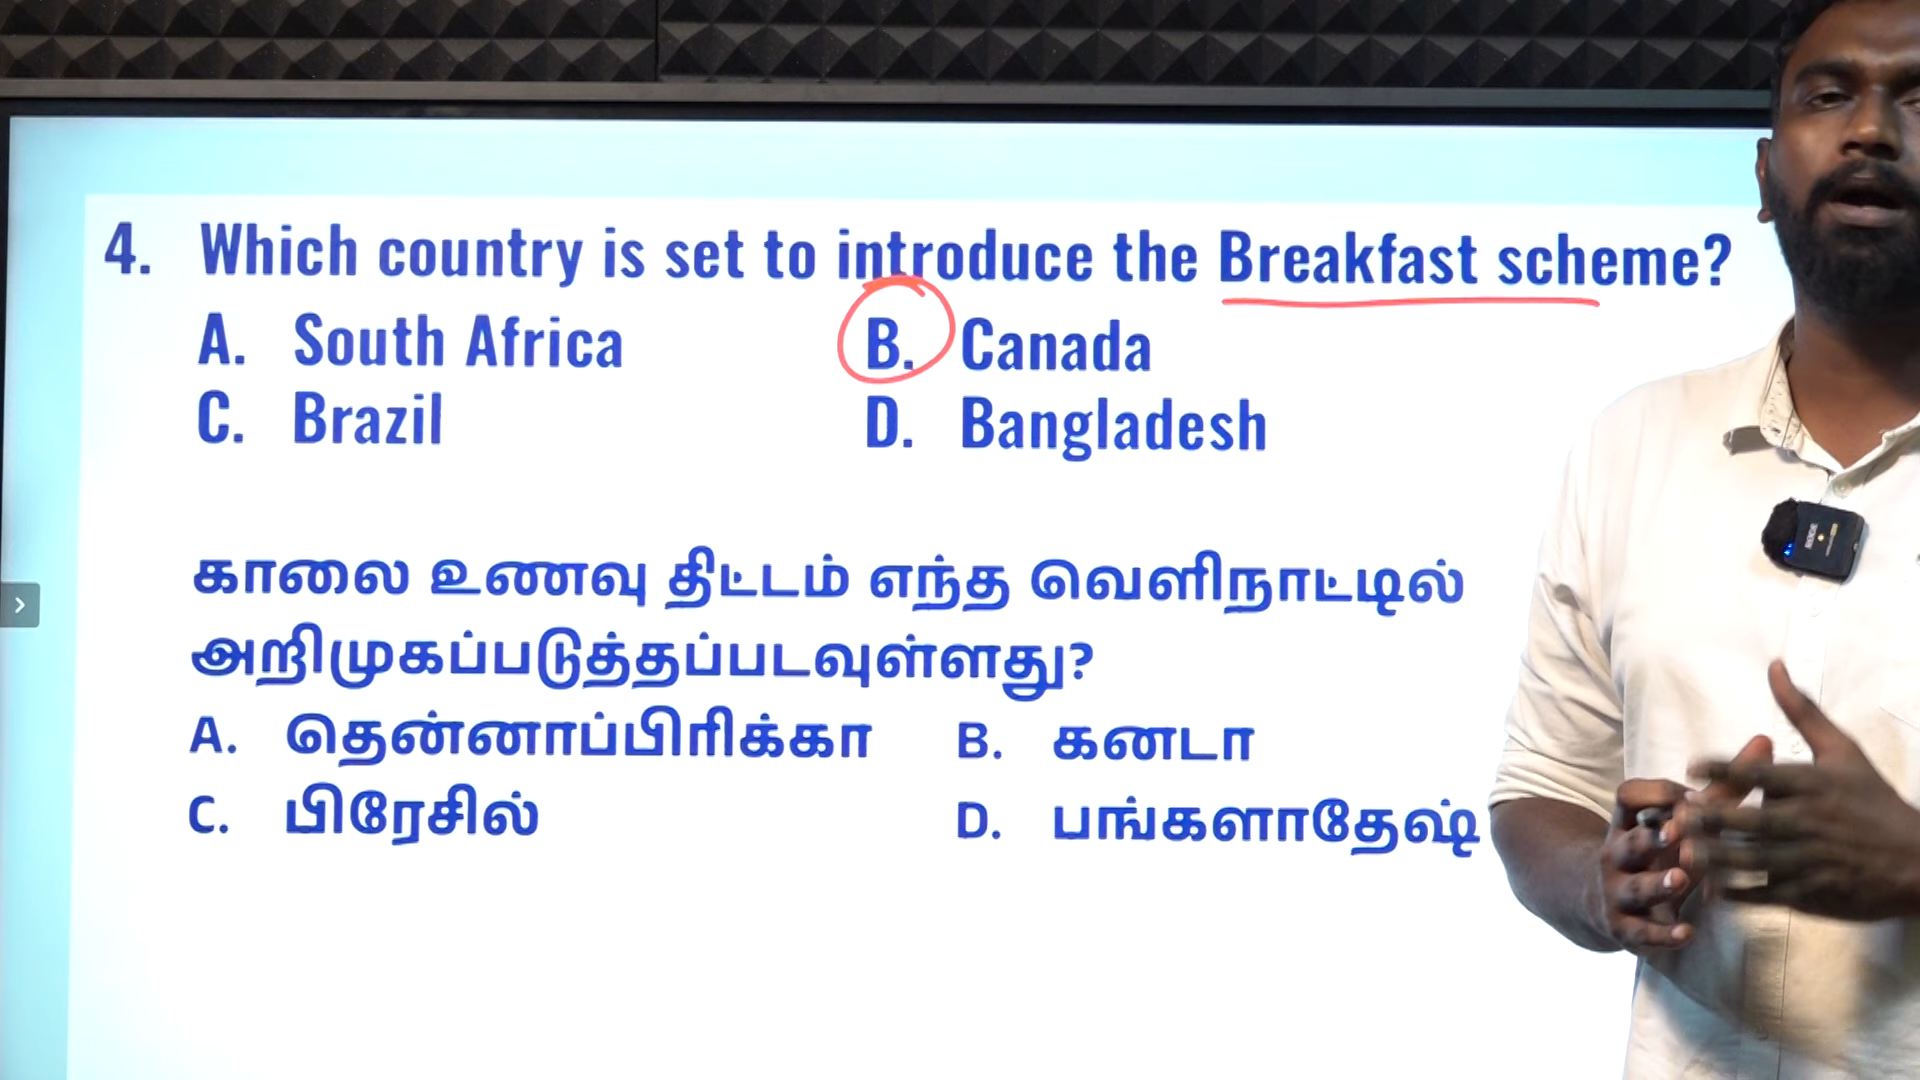 4. Which country is set to introduce the Breakfast scheme?
A. South Africa B. Canada
C. Brazil D. Bangladesh
காலை உணவு திட்டம் எந்த வெளிநாட்டில்
அறிமுகப்படுத்தப்படவுள்ளது?
A. தென்னாப்பிரிக்கா B. கனடா
C. பிரேசில் D. பங்களாதேஷ்